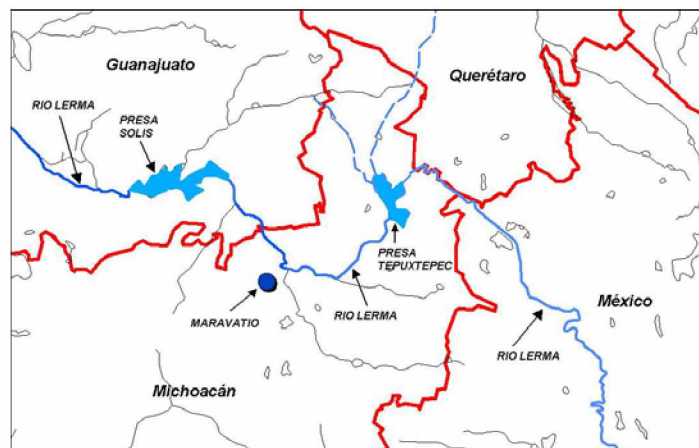 Guanajuato
Querétaro
RIO LERMA
PRESA
SOLIS
PRESA
TEPUXTEPEC
MARAVATIO
RIO LERMA
México
RIO LERMA
Michoacán